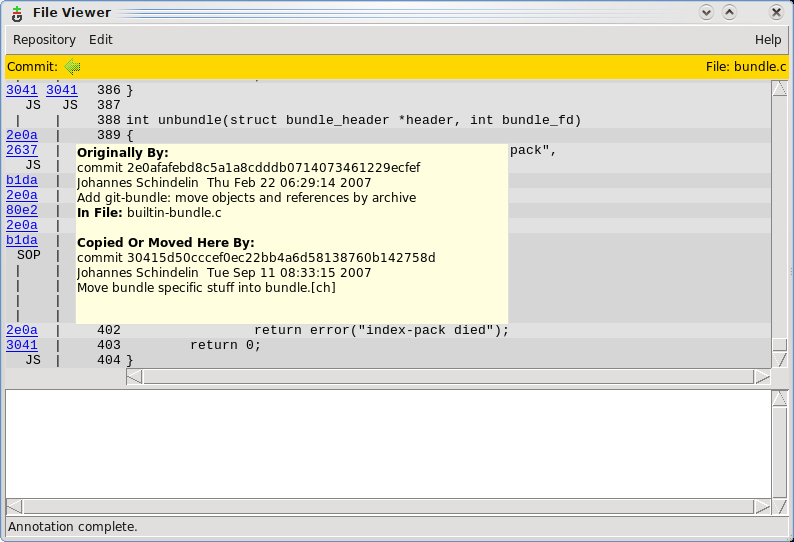 File Viewer
Repository Edit Help
Commit: File: bundle.c
3041 3041 386 }
JS JS 387
| | 388 int unbundle(struct bundle_header *header, int bundle_fd)
2e0a | 389 {
2637 | pack",
JS |
b1da |
2e0a |
80e2 |
2e0a |
b1da |
SOP |
| |
| |
| |
| |
Originally By:
commit 2e0afafebd8c5a1a8cdddb0714073461229ecfef
Johannes Schindelin Thu Feb 22 06:29:14 2007
Add git-bundle: move objects and references by archive
In File: builtin-bundle.c
Copied Or Moved Here By:
commit 30415d50cccef0ec22bb4a6d58138760b142758d
Johannes Schindelin Tue Sep 11 08:33:15 2007
Move bundle specific stuff into bundle.[ch]
2e0a | 402 return error("index-pack died");
3041 | 403 return 0;
JS | 404 }
Annotation complete.